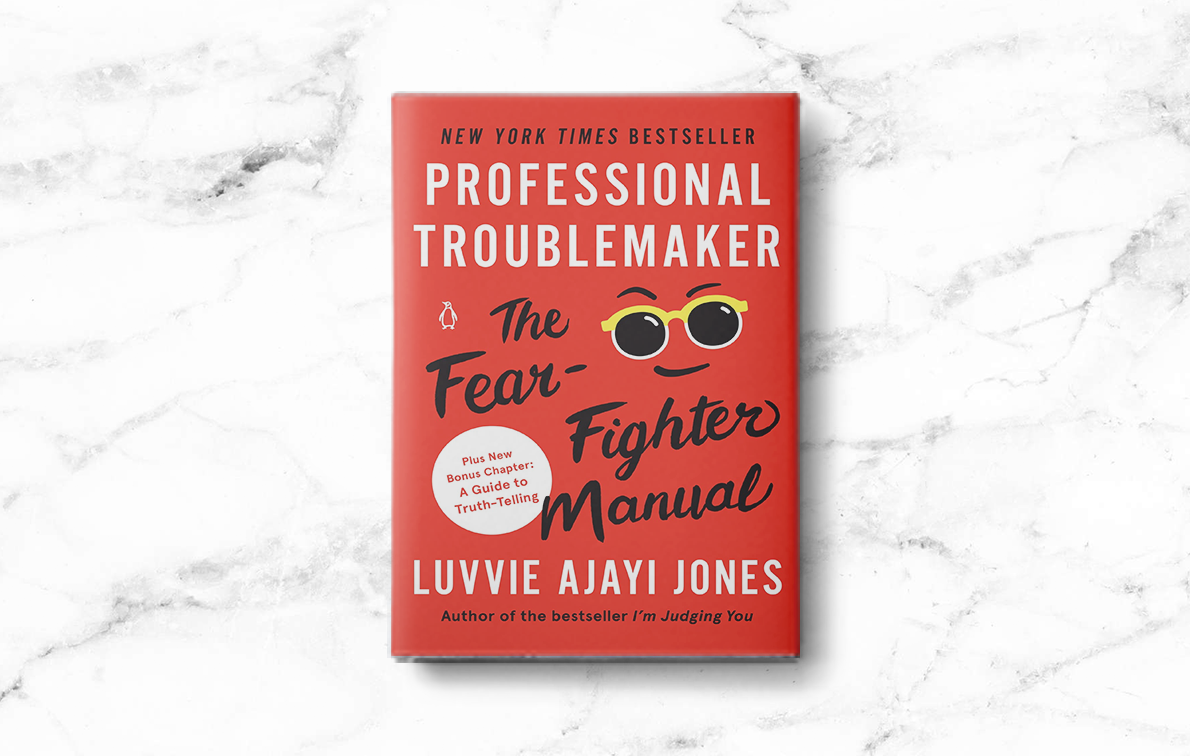 NEW YORK TIMES BESTSELLER
PROFESSIONAL
TROUBLEMAKER
The
Fear-
Fighter
Manual
Plus New
Bonus Chapter:
A Guide to
Truth-Telling
LUVVIE AJAYI JONES
Author of the bestseller I'm Judging You